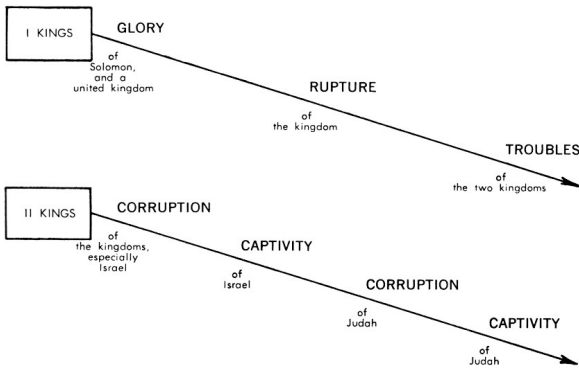 I KINGS
GLORY
of
Solomon,
and a
united kingdom
RUPTURE
of
the kingdom
TROUBLES
of
the two kingdoms
II KINGS
CORRUPTION
of
the kingdoms,
especially
Israel
CAPTIVITY
of
Israel
CORRUPTION
of
Judah
CAPTIVITY
of
Judah